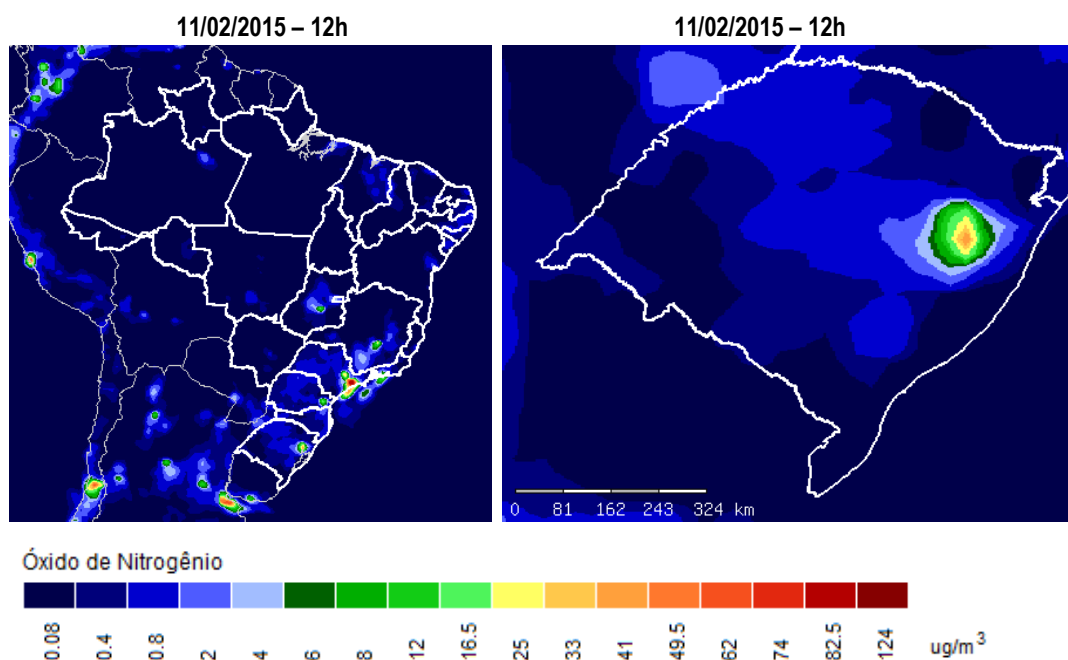 11/02/2015 – 12h 11/02/2015 – 12h
0 81 162 243 324 km
Óxido de Nitrogênio
0.08 0.4 0.8 2 4 6 8 12 16.5 25 33 41 49.5 62 74 82.5 124 ug/m³